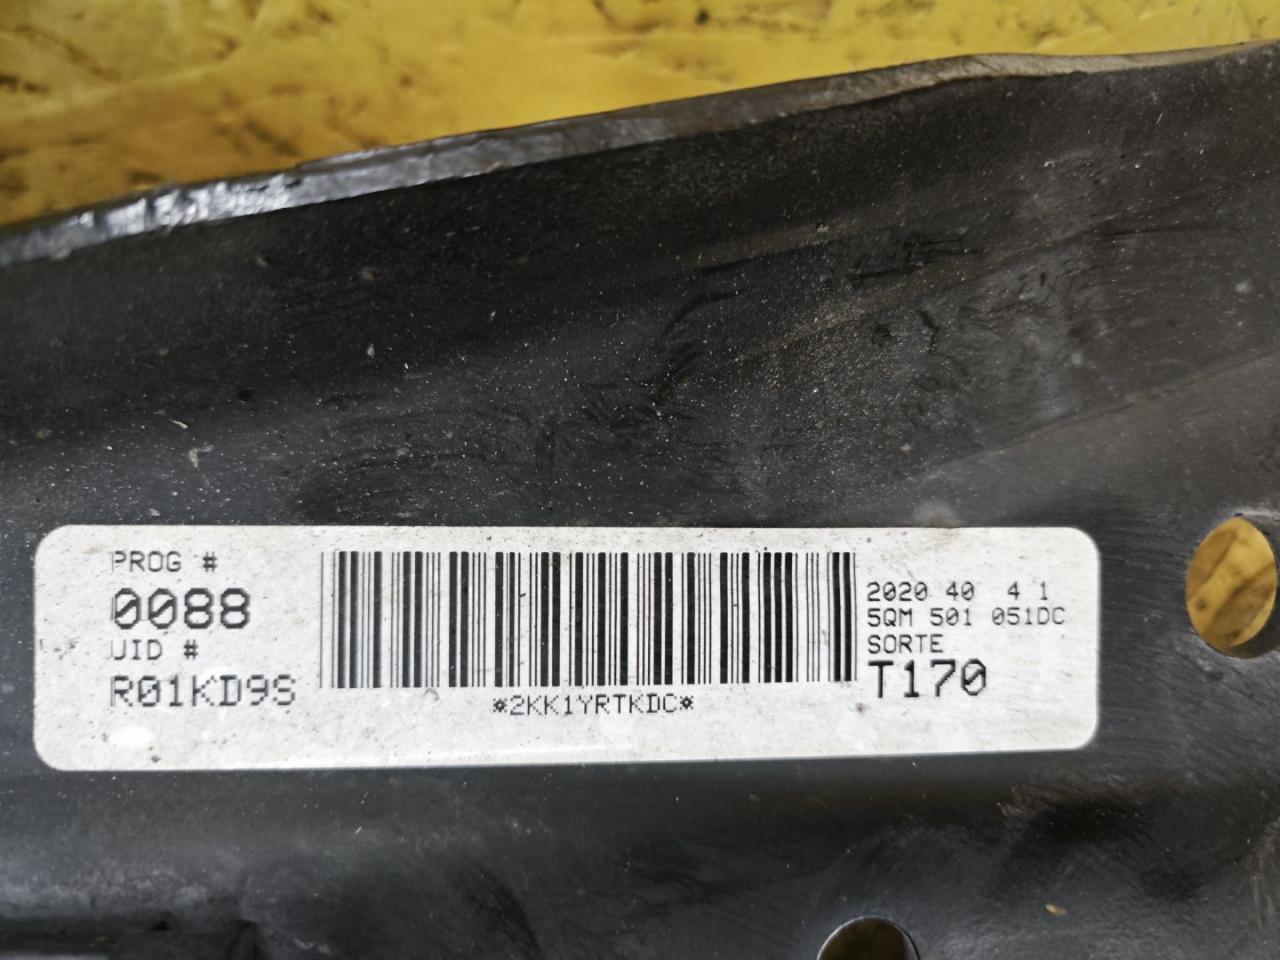 PROG #
0088
UID #
R01KD9S
*2KK1YRTKDC*
2020 40 4 1
5QM 501 051DC
SORTE
T170